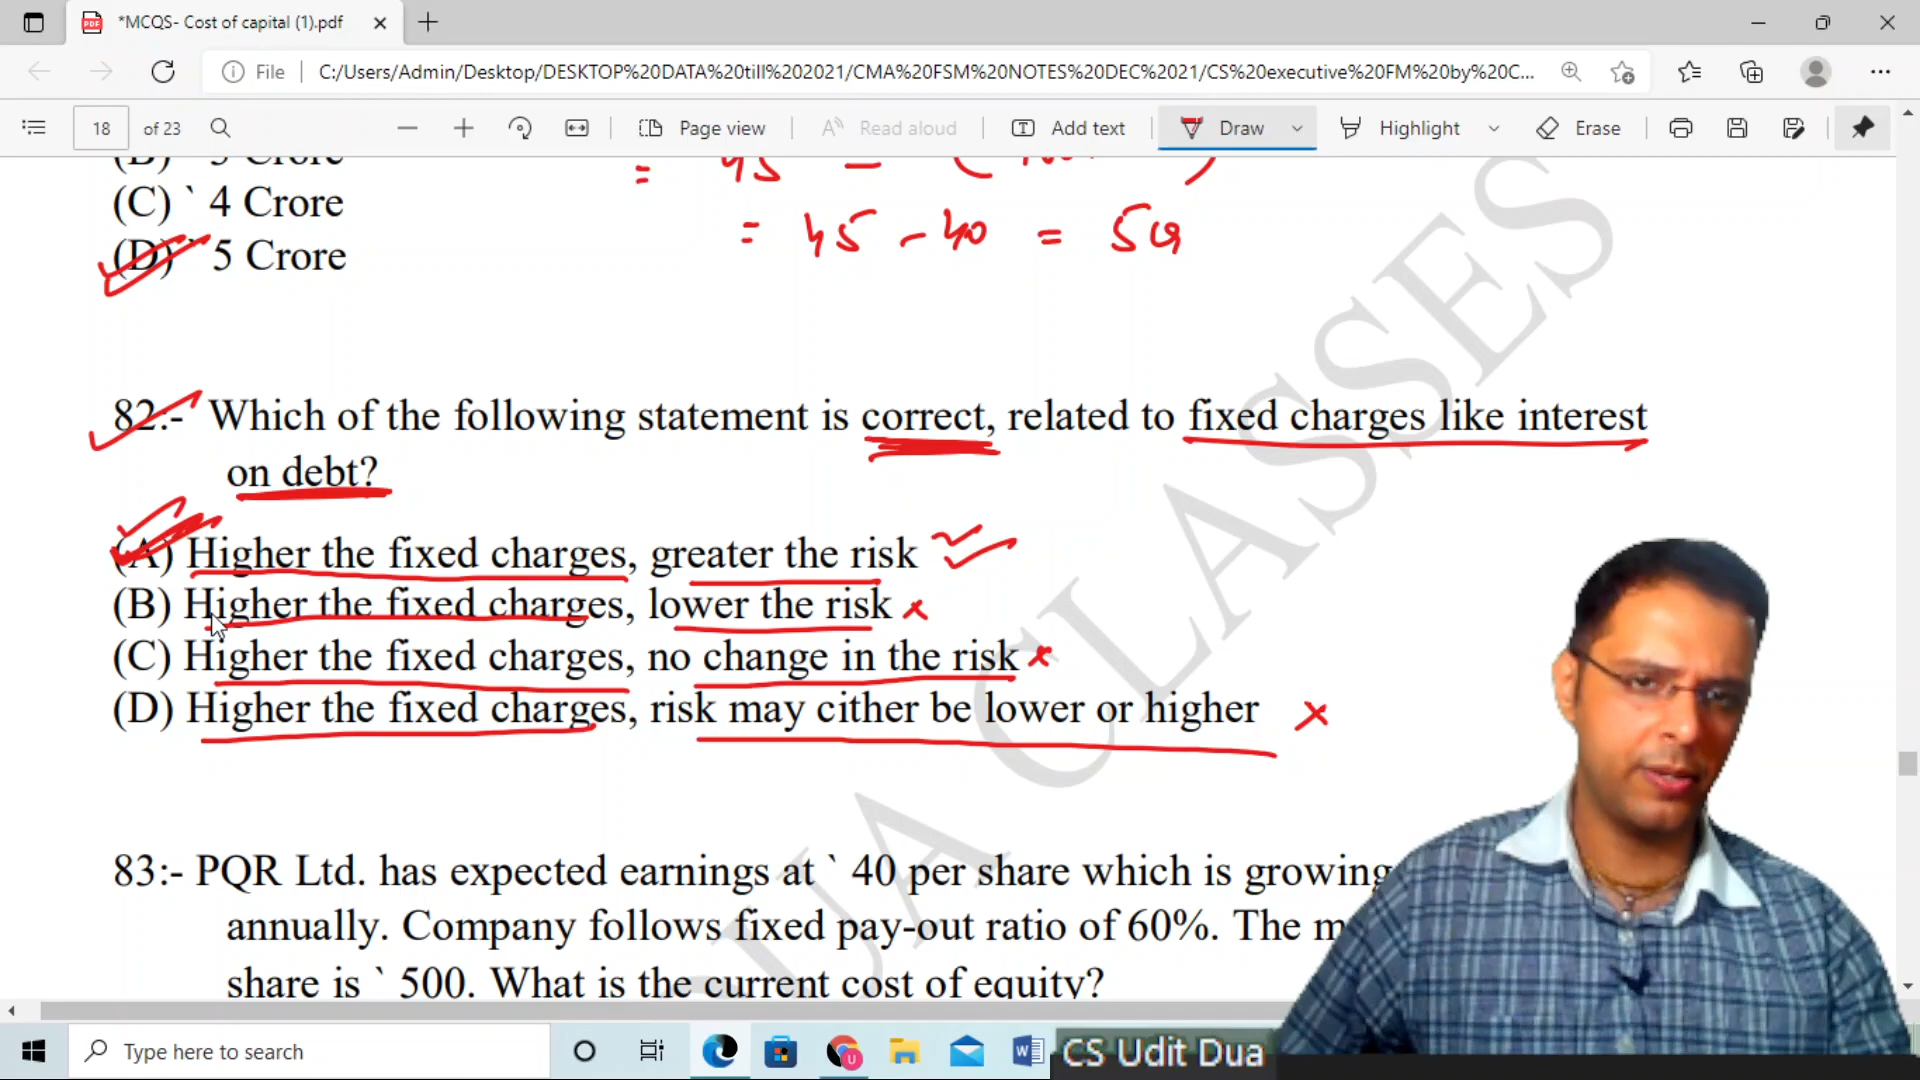 *MCQS- Cost of capital (1).pdf
File C:/Users/Admin/Desktop/DESKTOP%20DATA%20till%202021/CMA%20FSM%20NOTES%20DEC%2021/CS%20executive%20FM%20by%20C...
18 of 23 Page view Read aloud Add text Draw Highlight Erase
= 45 - (
(C) ` 4 Crore
= 45 - 40 = 5 Cr
(D) ` 5 Crore
82:- Which of the following statement is correct, related to fixed charges like interest
on debt?
(A) Higher the fixed charges, greater the risk
(B) Higher the fixed charges, lower the risk ×
(C) Higher the fixed charges, no change in the risk ×
(D) Higher the fixed charges, risk may cither be lower or higher ×
83:- PQR Ltd. has expected earnings at ` 40 per share which is growing
annually. Company follows fixed pay-out ratio of 60%. The m
share is ` 500. What is the current cost of equity?
UA CLASSES
Type here to search
CS Udit Dua